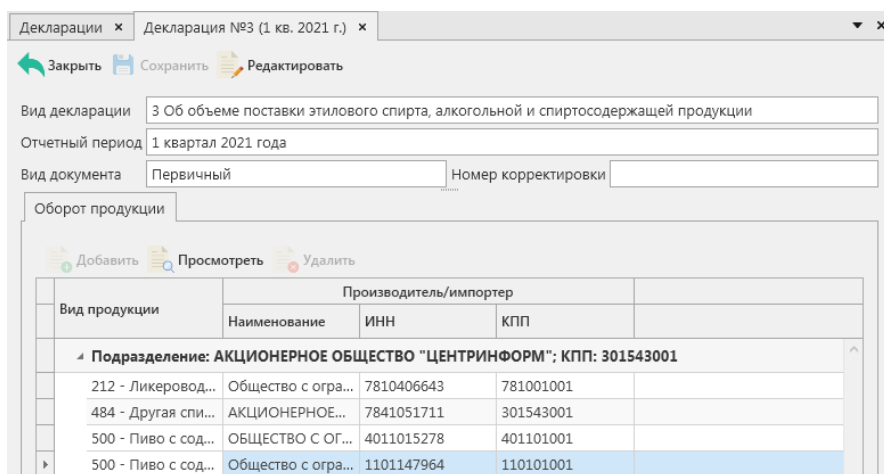 Декларации × Декларация №3 (1 кв. 2021 г.) ×
Закрыть Сохранить Редактировать
Вид декларации 3 Об объеме поставки этилового спирта, алкогольной и спиртосодержащей продукции
Отчетный период 1 квартал 2021 года
Вид документа Первичный Номер корректировки
Оборот продукции
Добавить Просмотреть Удалить
Вид продукции Производитель/импортер
Наименование ИНН КПП
Подразделение: АКЦИОНЕРНОЕ ОБЩЕСТВО "ЦЕНТРИНФОРМ"; КПП: 301543001
212 - Ликеровод... Общество с огра... 7810406643 781001001
484 - Другая спи... АКЦИОНЕРНОЕ... 7841051711 301543001
500 - Пиво с сод... ОБЩЕСТВО С ОГ... 4011015278 401101001
500 - Пиво с сод... Общество с огра... 1101147964 110101001